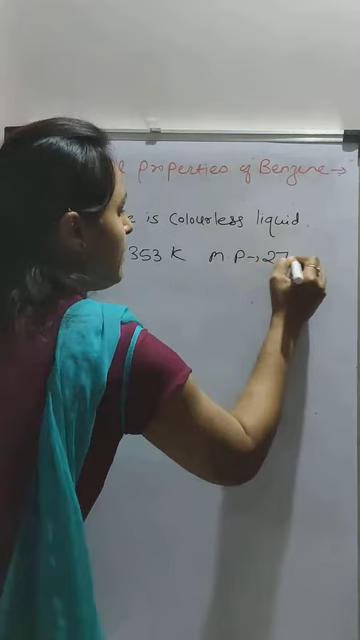 properties of Benzene →
is Colourless liquid.
353 K M P → 27